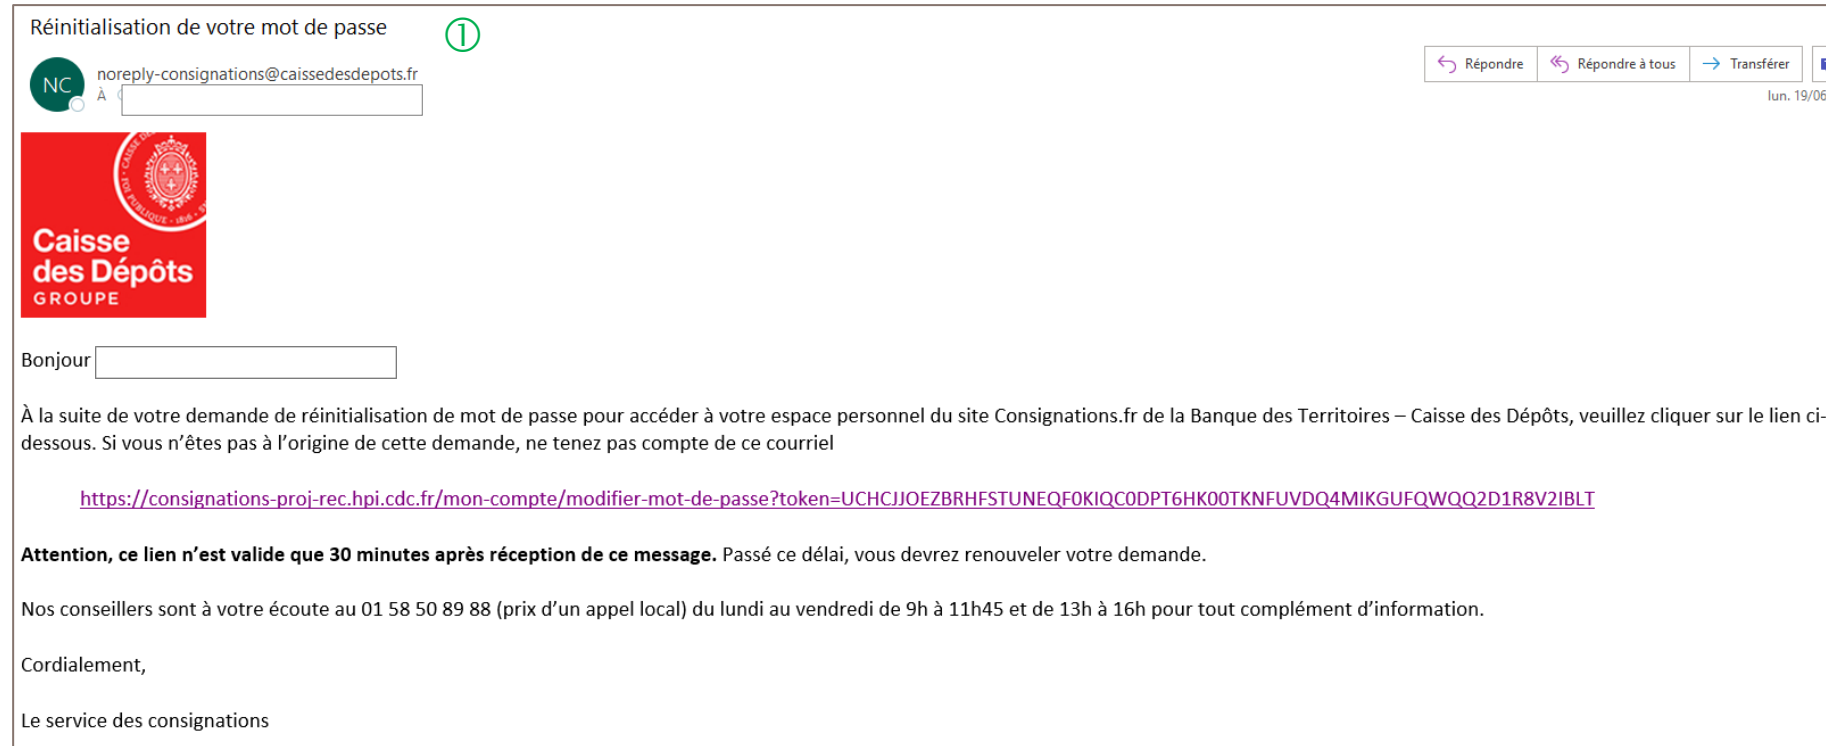 Réinitialisation de votre mot de passe
①
noreply-consignations@caissedesdepots.fr
NC
À
Répondre
Répondre à tous
Transférer
lun. 19/06
Caisse
des Dépôts
GROUPE
Bonjour
À la suite de votre demande de réinitialisation de mot de passe pour accéder à votre espace personnel du site Consignations.fr de la Banque des Territoires – Caisse des Dépôts, veuillez cliquer sur le lien ci-
dessous. Si vous n’êtes pas à l’origine de cette demande, ne tenez pas compte de ce courriel
https://consignations-proj-rec.hpi.cdc.fr/mon-compte/modifier-mot-de-passe?token=UCHCJJOEZBRHFSTUNEQF0KIQC0DPT6HK00TKNFUVDQ4MIKGUFQWQQ2D1R8V2IBLT
Attention, ce lien n’est valide que 30 minutes après réception de ce message. Passé ce délai, vous devrez renouveler votre demande.
Nos conseillers sont à votre écoute au 01 58 50 89 88 (prix d’un appel local) du lundi au vendredi de 9h à 11h45 et de 13h à 16h pour tout complément d’information.
Cordialement,
Le service des consignations